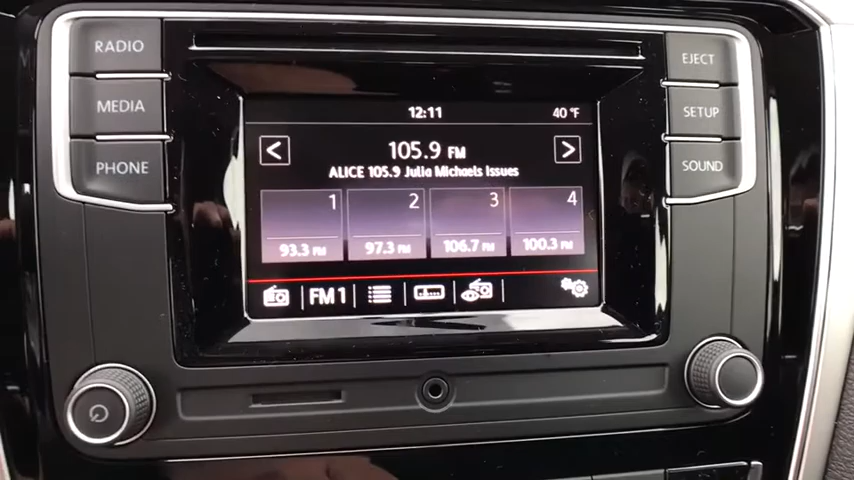 RADIO
MEDIA
PHONE
12:11
40 °F
105.9 FM
ALICE 105.9 Julia Michaels Issues
1
2
3
4
93.3 FM
97.3 FM
106.7 FM
100.3 FM
FM1
EJECT
SETUP
SOUND